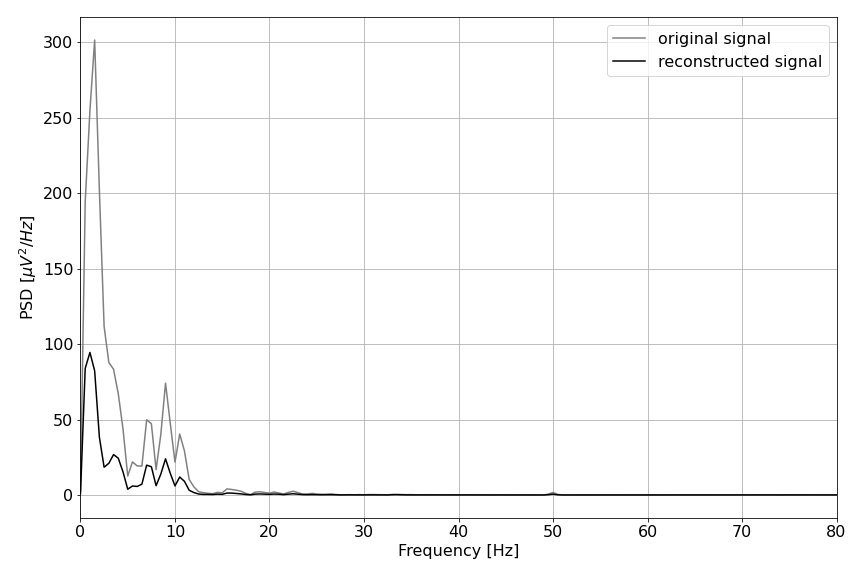 original signal
reconstructed signal
PSD [μV²/Hz]
300
250
200
150
100
50
0
0 10 20 30 40 50 60 70 80
Frequency [Hz]